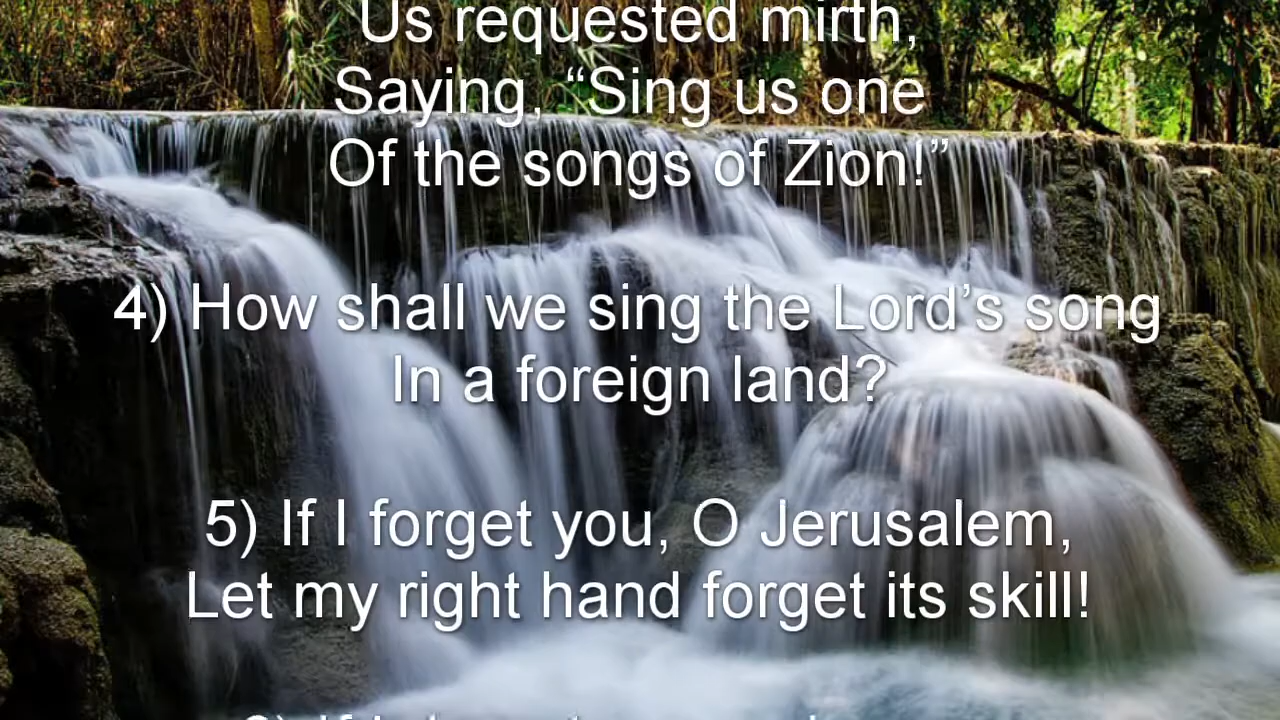 Us requested mirth,
Saying, “Sing us one
Of the songs of Zion!”
4) How shall we sing the Lord’s song
In a foreign land?
5) If I forget you, O Jerusalem,
Let my right hand forget its skill!